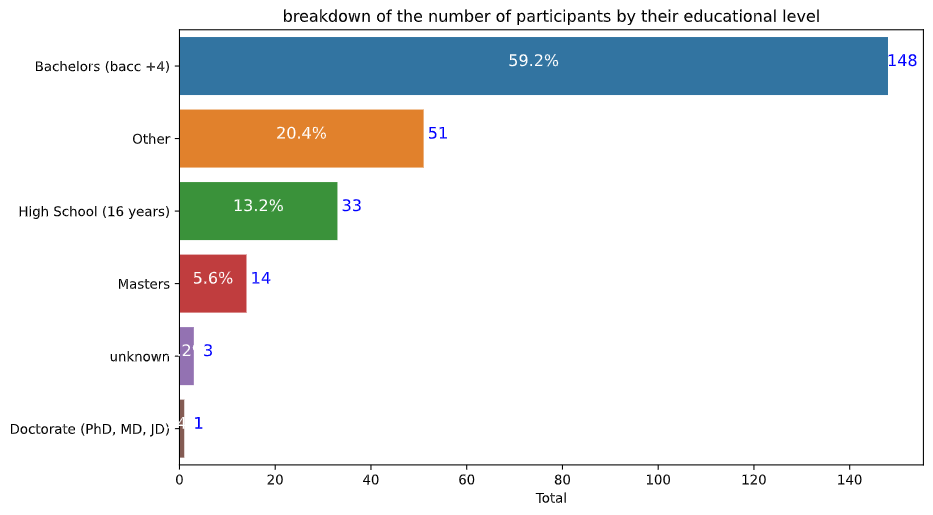 breakdown of the number of participants by their educational level
Bachelors (bacc +4) 59.2% 148
Other 20.4% 51
High School (16 years) 13.2% 33
Masters 5.6% 14
unknown 3
Doctorate (PhD, MD, JD) 1
0 20 40 60 80 100 120 140
Total